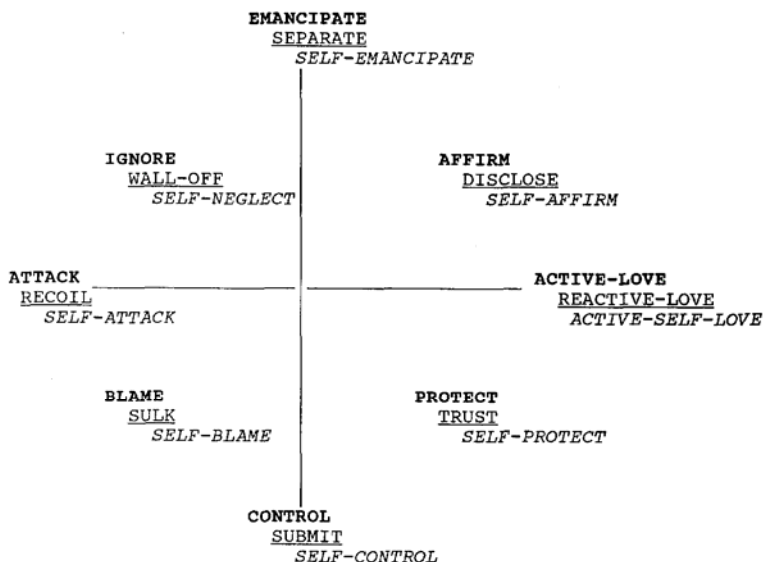 EMANCIPATE
SEPARATE
SELF-EMANCIPATE
IGNORE
WALL-OFF
SELF-NEGLECT
AFFIRM
DISCLOSE
SELF-AFFIRM
ATTACK
RECOIL
SELF-ATTACK
ACTIVE-LOVE
REACTIVE-LOVE
ACTIVE-SELF-LOVE
BLAME
SULK
SELF-BLAME
PROTECT
TRUST
SELF-PROTECT
CONTROL
SUBMIT
SELF-CONTROL